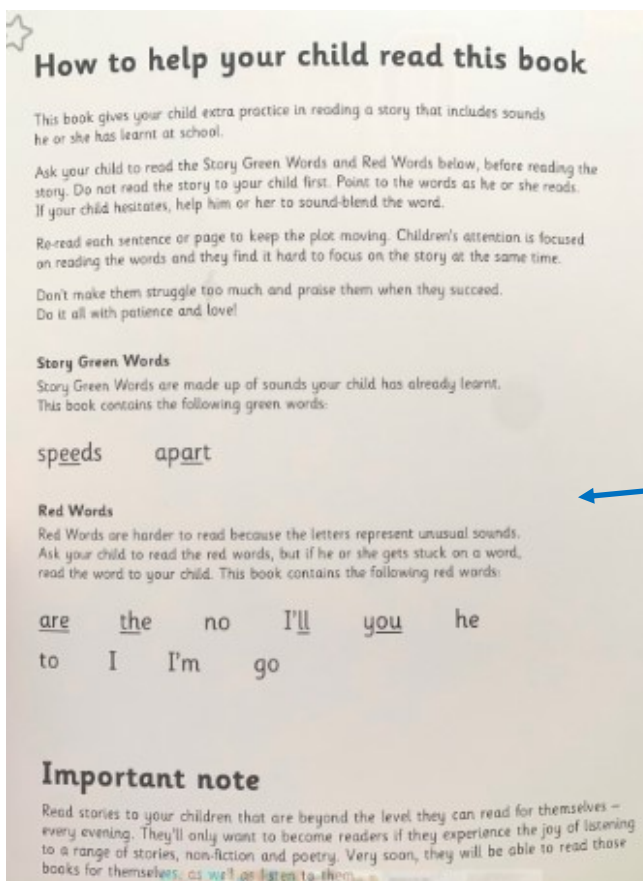 How to help your child read this book
This book gives your child extra practice in reading a story that includes sounds
he or she has learnt at school.
Ask your child to read the Story Green Words and Red Words below, before reading the
story. Do not read the story to your child first. Point to the words as he or she reads.
If your child hesitates, help him or her to sound-blend the word.
Re-read each sentence or page to keep the plot moving. Children's attention is focused
on reading the words and they find it hard to focus on the story at the same time.
Don't make them struggle too much and praise them when they succeed.
Do it all with patience and love!
Story Green Words
Story Green Words are made up of sounds your child has already learnt.
This book contains the following green words:
speeds apart
Red Words
Red Words are harder to read because the letters represent unusual sounds.
Ask your child to read the red words, but if he or she gets stuck on a word,
read the word to your child. This book contains the following red words:
are the no I'll you he
to I I'm go
Important note
Read stories to your children that are beyond the level they can read for themselves –
every evening. They'll only want to become readers if they experience the joy of listening
to a range of stories, non-fiction and poetry. Very soon, they will be able to read those
books for themselves, as well as listen to them.